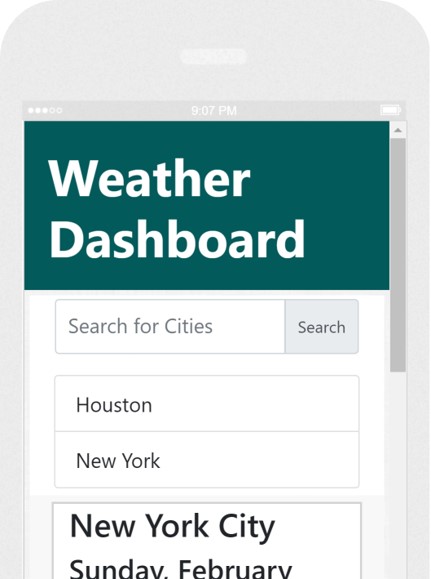 9:07 PM
Weather
Dashboard
Search for Cities Search
Houston
New York
New York City
Sunday, February